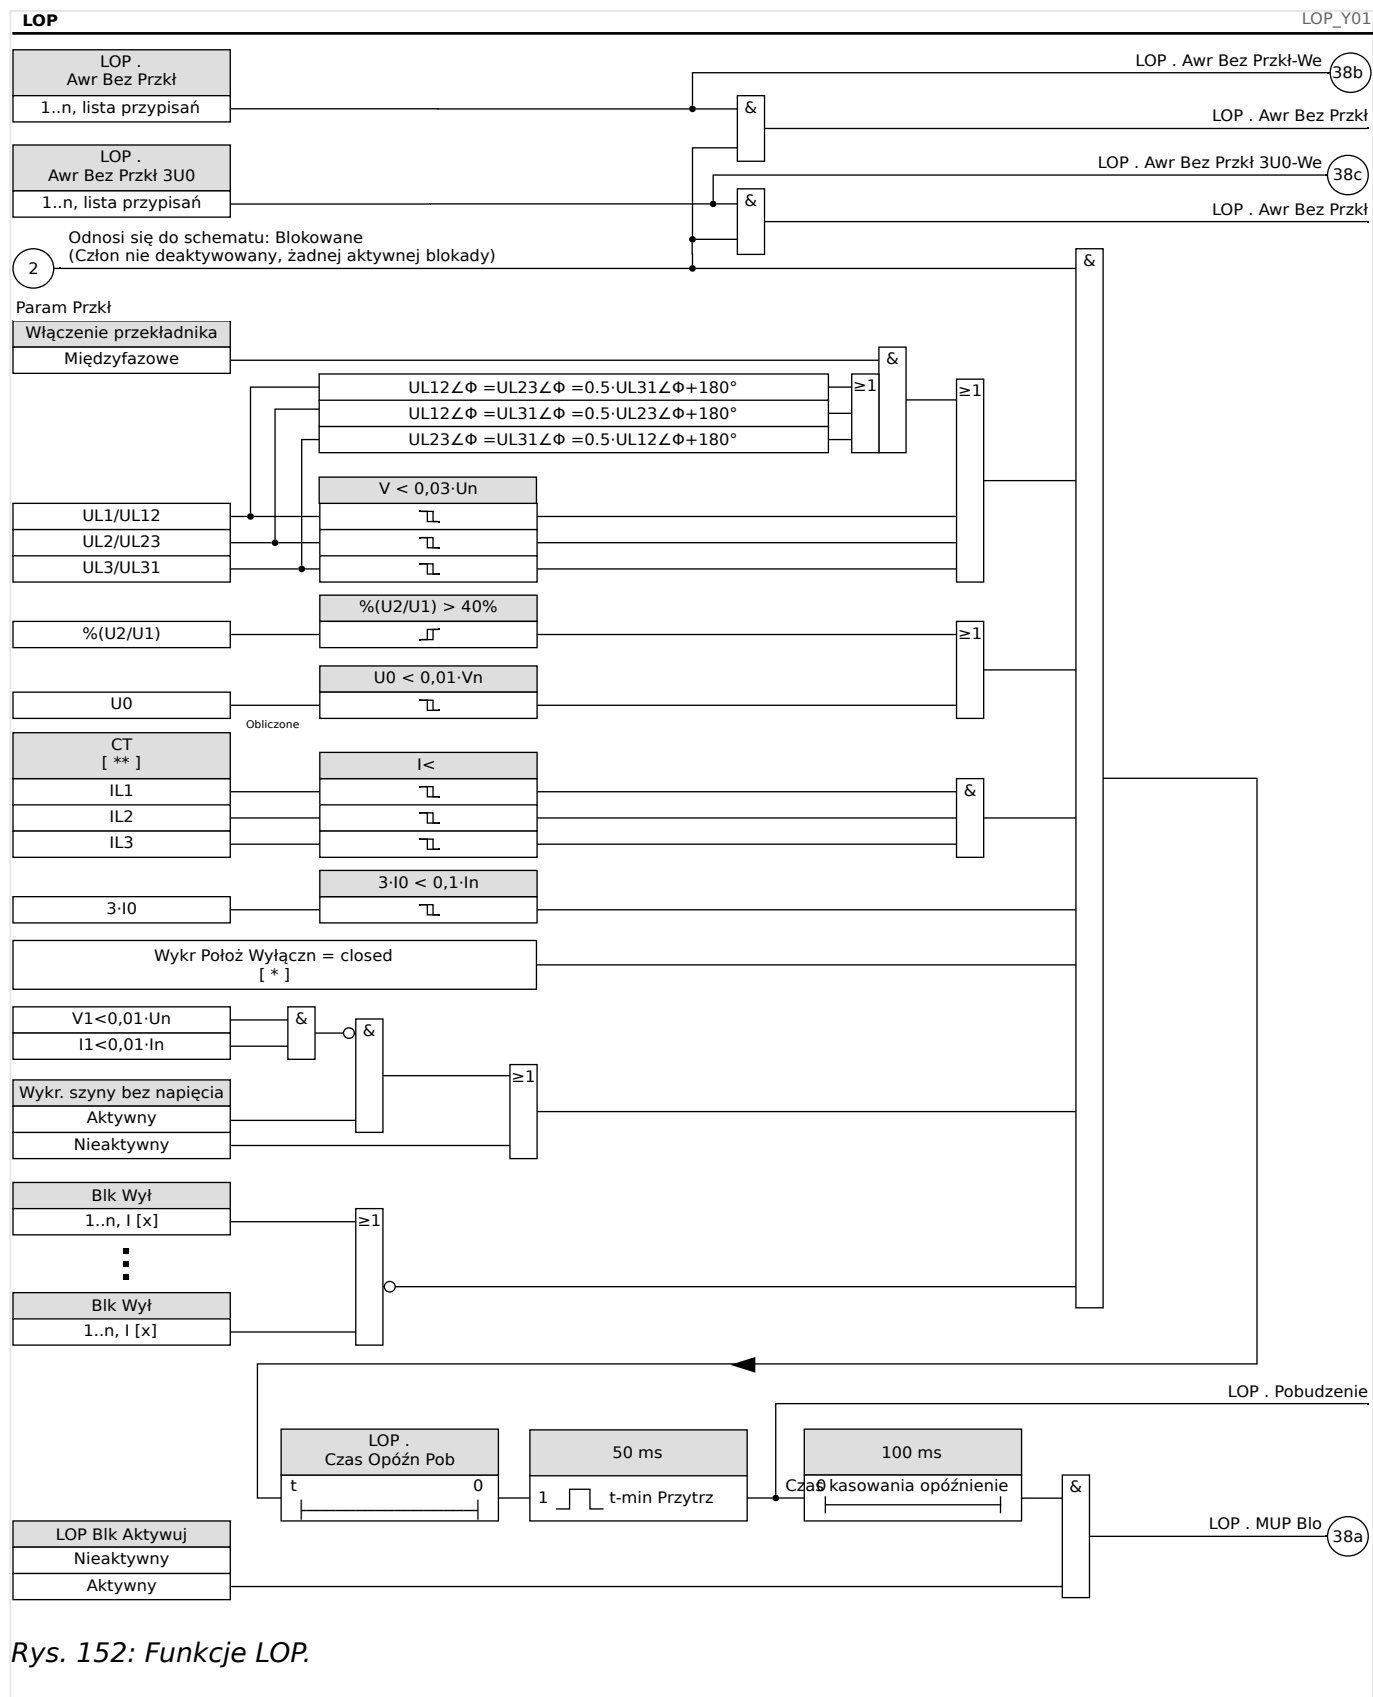 LOP
LOP_Y01
LOP .
Awr Bez Przkł
1..n, lista przypisań
LOP . Awr Bez Przkł-We
38b
&
LOP . Awr Bez Przkł
LOP .
Awr Bez Przkł 3U0
1..n, lista przypisań
LOP . Awr Bez Przkł 3U0-We
38c
&
LOP . Awr Bez Przkł
Odnosi się do schematu: Blokowane
(Człon nie deaktywowany, żadnej aktywnej blokady)
2
&
Param Przkł
Włączenie przekładnika
Międzyfazowe
&
UL12∠Φ =UL23∠Φ =0.5·UL31∠Φ+180°
≥1
≥1
UL12∠Φ =UL31∠Φ =0.5·UL23∠Φ+180°
UL23∠Φ =UL31∠Φ =0.5·UL12∠Φ+180°
V < 0,03·Un
UL1/UL12
UL2/UL23
UL3/UL31
%(U2/U1) > 40%
%(U2/U1)
≥1
U0 < 0,01·Vn
U0
Obliczone
CT
[ ** ]
I<
IL1
&
IL2
IL3
3·I0 < 0,1·In
3·I0
Wykr Położ Wyłączn = closed
[ * ]
V1<0,01·Un
&
&
I1<0,01·In
≥1
Wykr. szyny bez napięcia
Aktywny
Nieaktywny
Blk Wył
1..n, I [x]
≥1
Blk Wył
1..n, I [x]
LOP . Pobudzenie
LOP .
Czas Opóźn Pob
50 ms
100 ms
t
0
1
t-min Przytrz
0
Czas kasowania opóźnienie
&
LOP . MUP Blo
38a
LOP Blk Aktywuj
Nieaktywny
Aktywny
Rys. 152: Funkcje LOP.